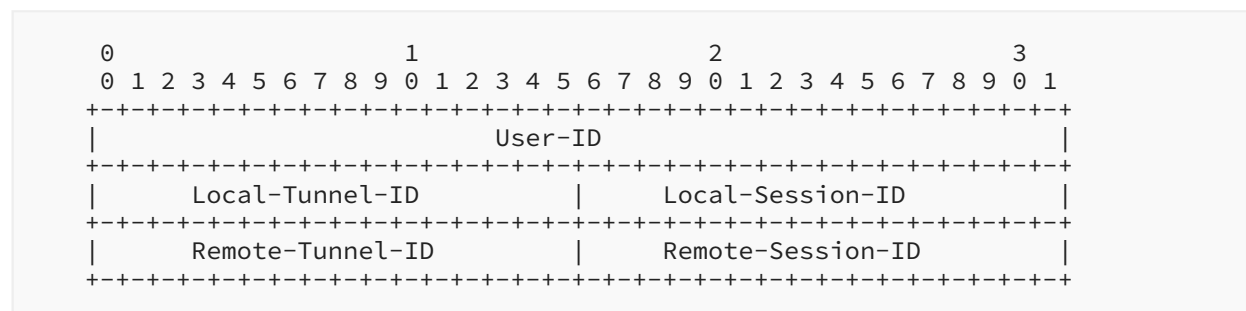 0                   1                   2                   3
 0 1 2 3 4 5 6 7 8 9 0 1 2 3 4 5 6 7 8 9 0 1 2 3 4 5 6 7 8 9 0 1
+-+-+-+-+-+-+-+-+-+-+-+-+-+-+-+-+-+-+-+-+-+-+-+-+-+-+-+-+-+-+-+-+
|                          User-ID                              |
+-+-+-+-+-+-+-+-+-+-+-+-+-+-+-+-+-+-+-+-+-+-+-+-+-+-+-+-+-+-+-+-+
|      Local-Tunnel-ID          |     Local-Session-ID          |
+-+-+-+-+-+-+-+-+-+-+-+-+-+-+-+-+-+-+-+-+-+-+-+-+-+-+-+-+-+-+-+-+
|      Remote-Tunnel-ID         |     Remote-Session-ID         |
+-+-+-+-+-+-+-+-+-+-+-+-+-+-+-+-+-+-+-+-+-+-+-+-+-+-+-+-+-+-+-+-+